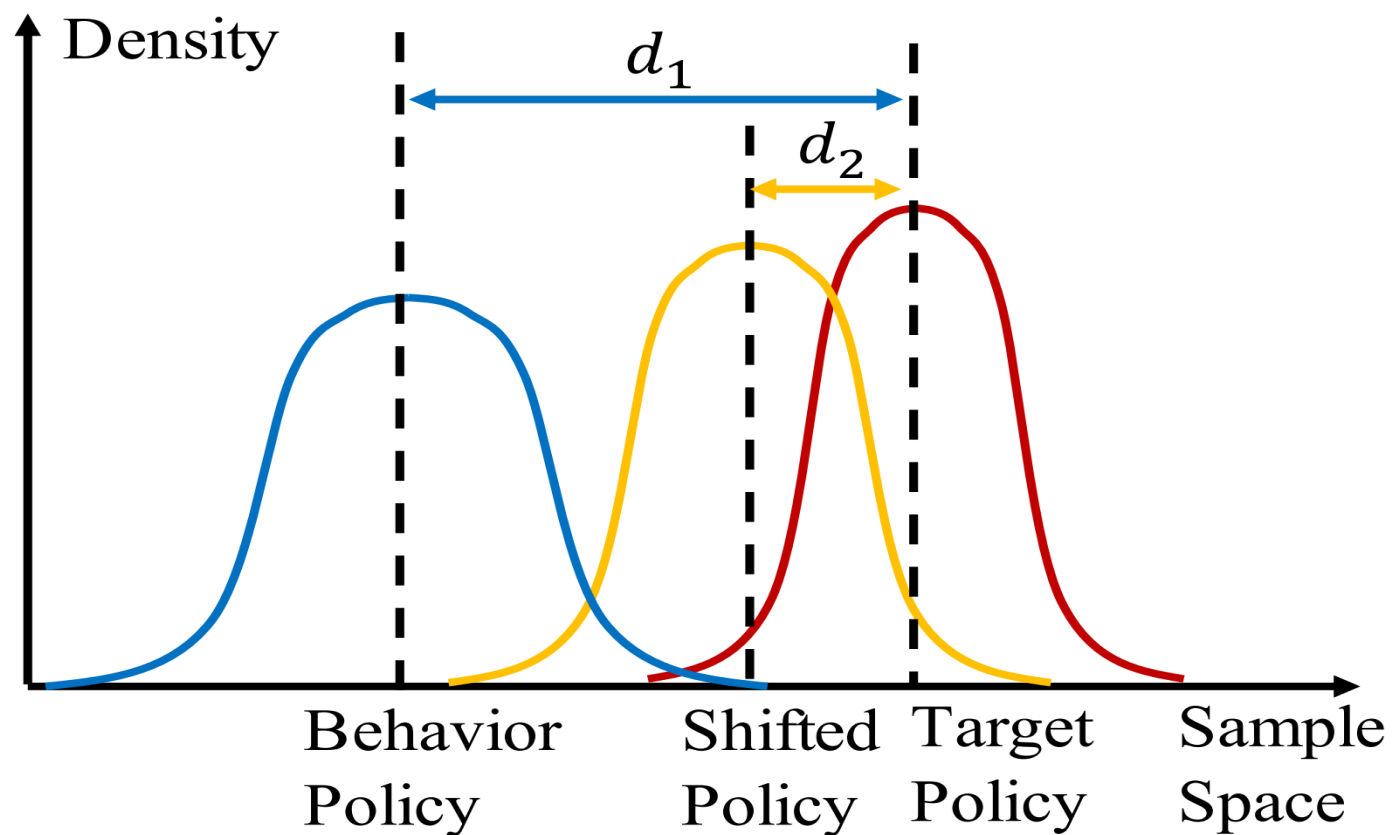 Density
d₁
d₂
Behavior Policy
Shifted Policy
Target Policy
Sample Space